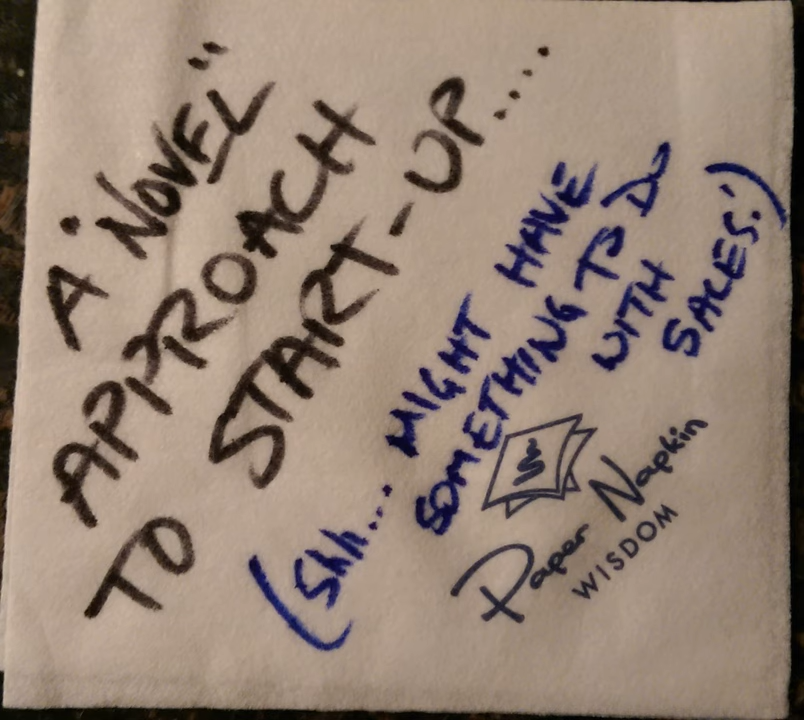 A "NOVEL"
APPROACH
TO START-UP....
(Shh... MIGHT HAVE
SOMETHING TO DO
WITH
SALES!)
Paper Napkin
WISDOM